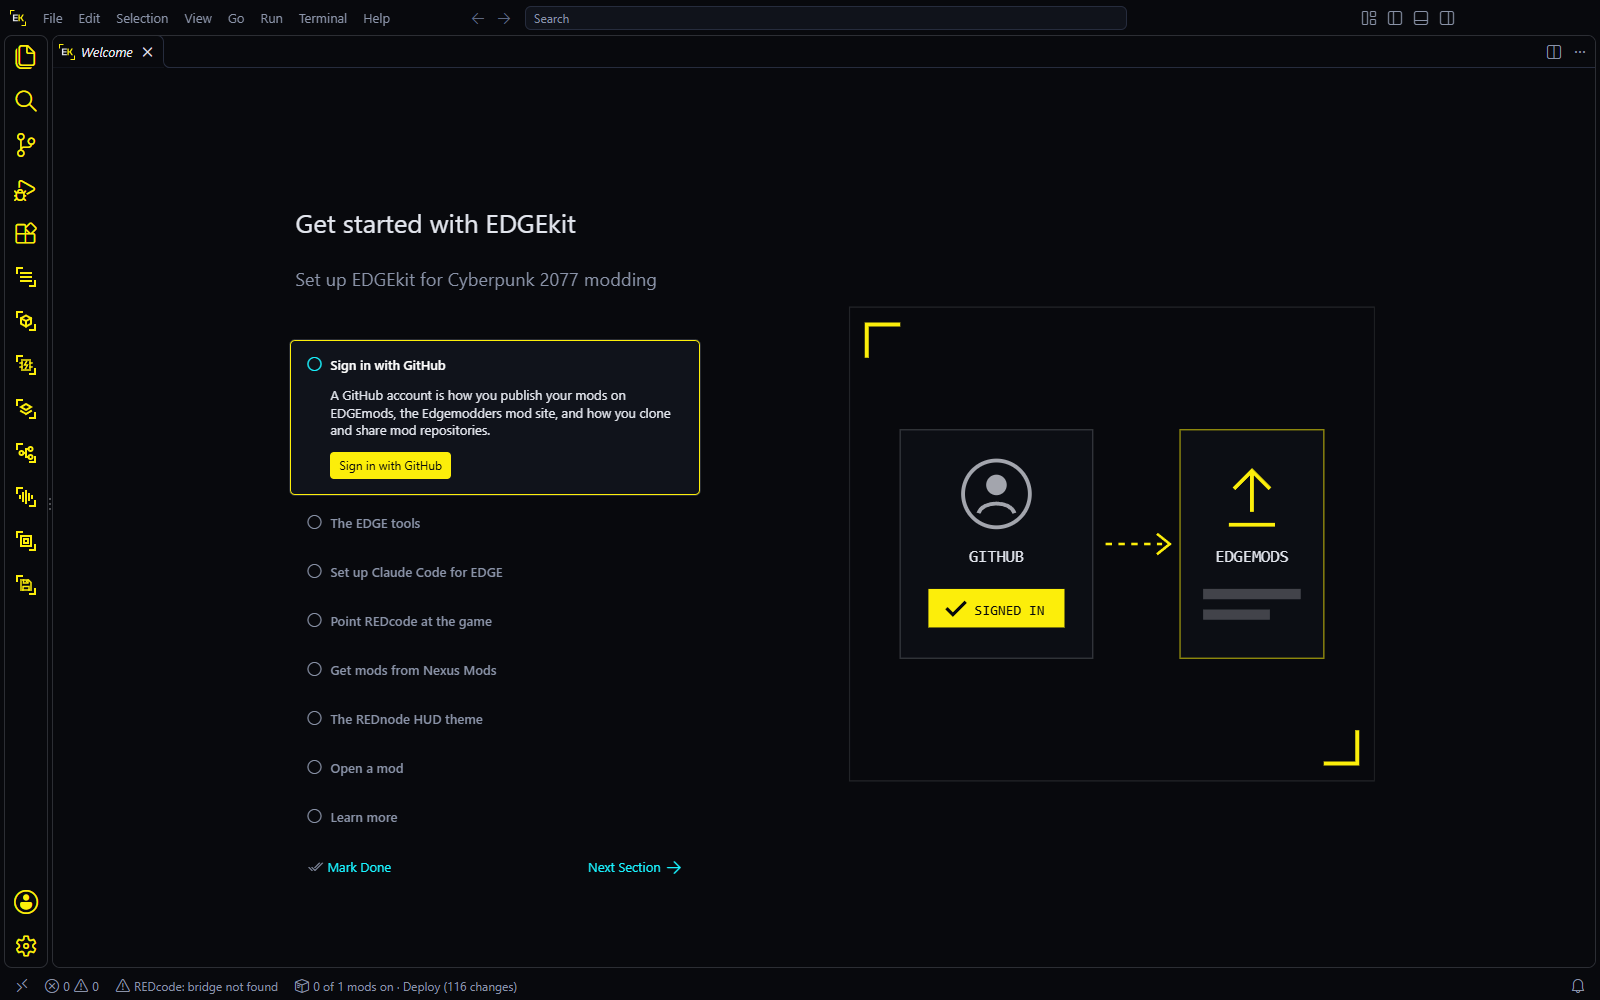 EK File Edit Selection View Go Run Terminal Help Search
EK Welcome
Get started with EDGEkit
Set up EDGEkit for Cyberpunk 2077 modding
Sign in with GitHub
A GitHub account is how you publish your mods on
EDGEmods, the Edgemodders mod site, and how you clone
and share mod repositories.
Sign in with GitHub
The EDGE tools
Set up Claude Code for EDGE
Point REDcode at the game
Get mods from Nexus Mods
The REDnode HUD theme
Open a mod
Learn more
Mark Done Next Section
GITHUB
SIGNED IN
EDGEMODS
0 0 REDcode: bridge not found 0 of 1 mods on · Deploy (116 changes)